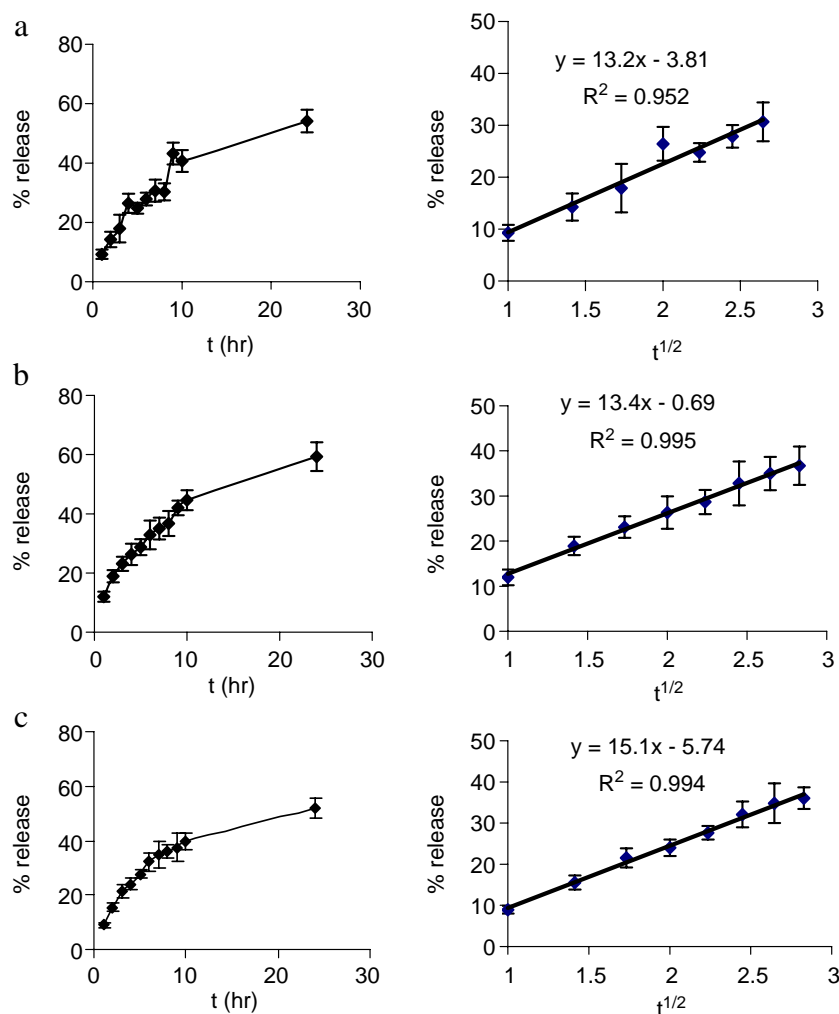 a
80
60
40
20
0
% release
0 10 20 30
t (hr)
50
40
30
20
10
0
% release
y = 13.2x - 3.81
R² = 0.952
1 1.5 2 2.5 3
t^1/2
b
80
60
40
20
0
% release
0 10 20 30
t (hr)
50
40
30
20
10
0
% release
y = 13.4x - 0.69
R² = 0.995
1 1.5 2 2.5 3
t^1/2
c
80
60
40
20
0
% release
0 10 20 30
t (hr)
50
40
30
20
10
0
% release
y = 15.1x - 5.74
R² = 0.994
1 1.5 2 2.5 3
t^1/2